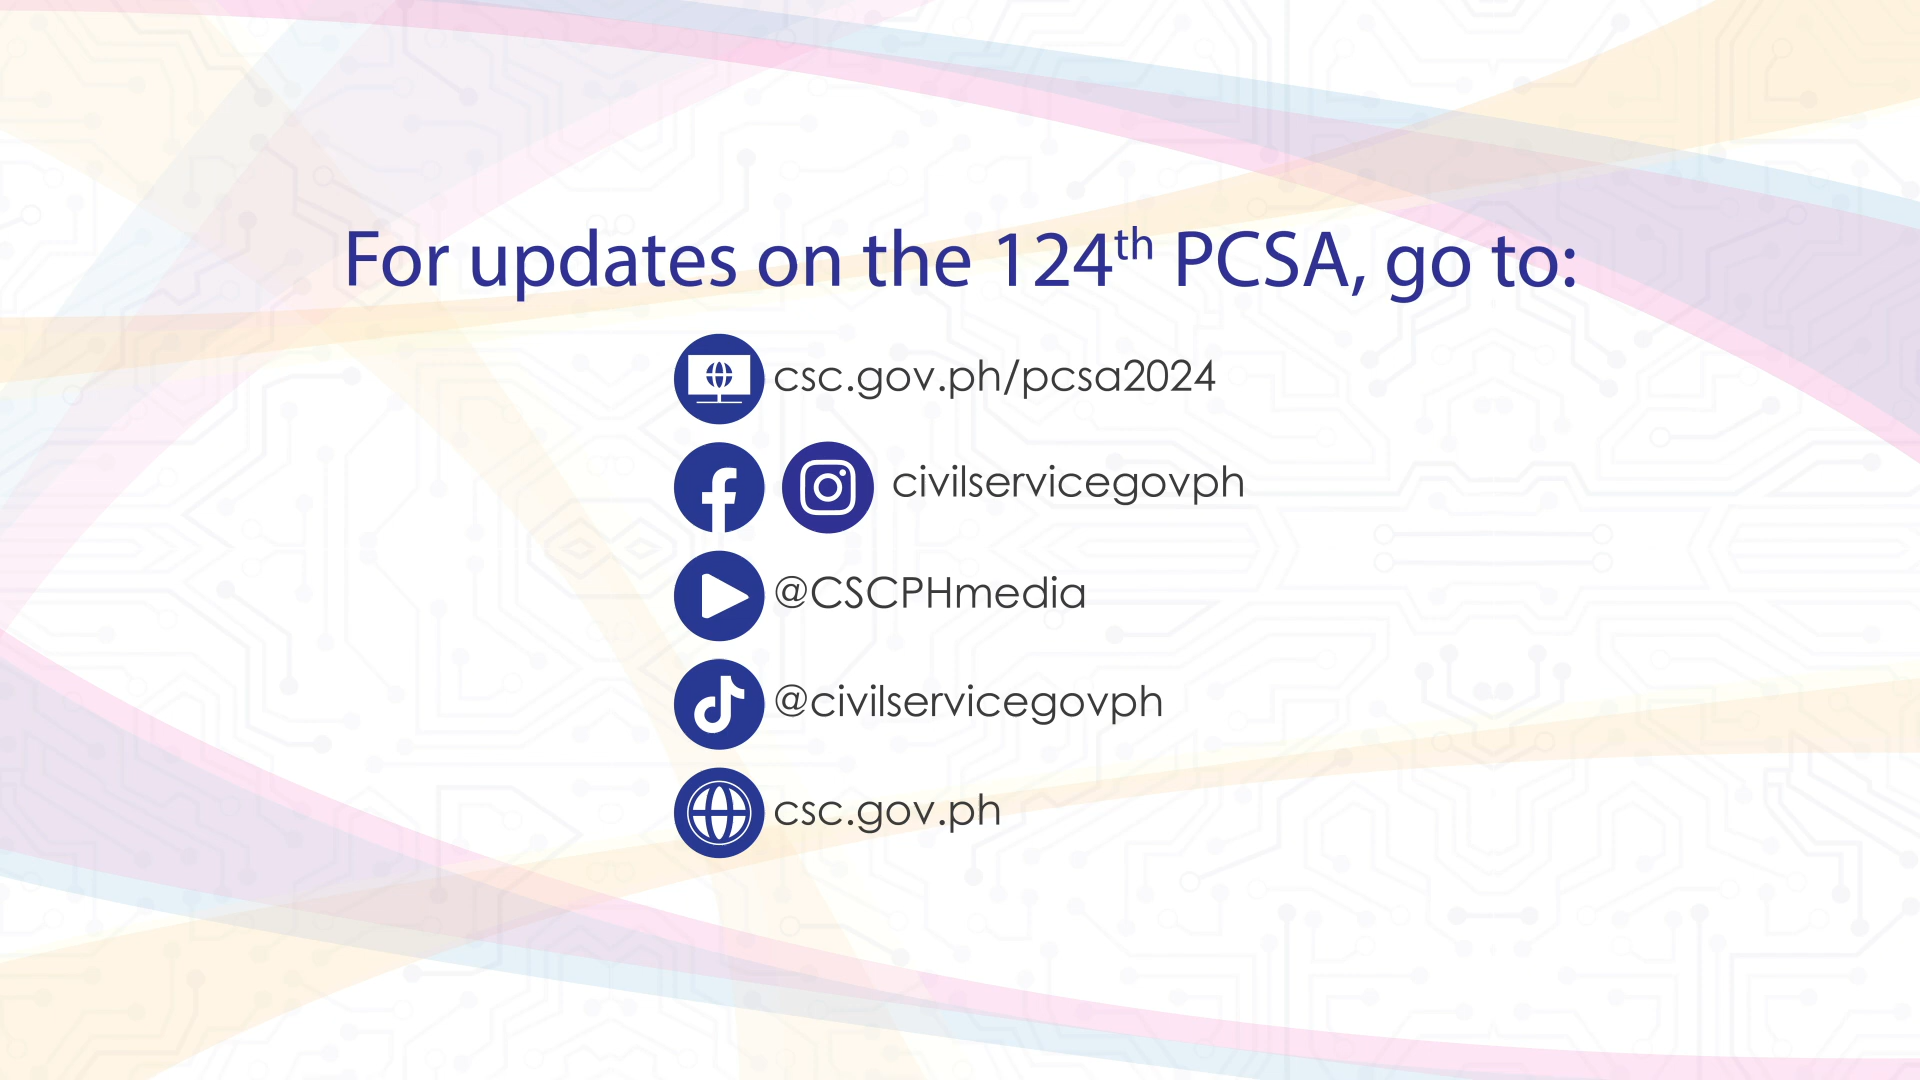 For updates on the 124th PCSA, go to:
csc.gov.ph/pcsa2024
civilservicegovph
@CSCPHmedia
@civilservicegovph
csc.gov.ph